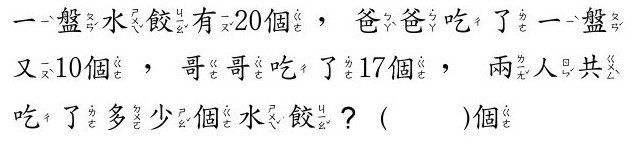 一盤水餃有20個，爸爸吃了一盤
又10個，哥哥吃了17個，兩人共
吃了多少個水餃？(　　)個